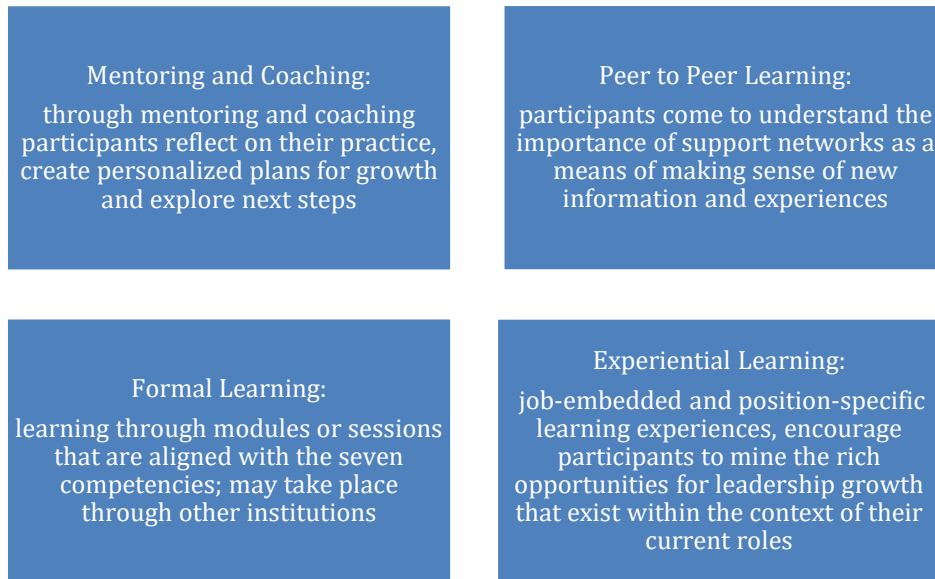 Mentoring and Coaching:
through mentoring and coaching
participants reflect on their practice,
create personalized plans for growth
and explore next steps
Peer to Peer Learning:
participants come to understand the
importance of support networks as a
means of making sense of new
information and experiences
Formal Learning:
learning through modules or sessions
that are aligned with the seven
competencies; may take place
through other institutions
Experiential Learning:
job-embedded and position-specific
learning experiences, encourage
participants to mine the rich
opportunities for leadership growth
that exist within the context of their
current roles